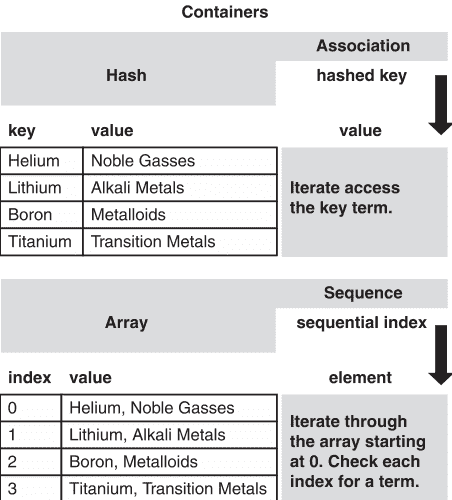 Containers
Association
Hash
hashed key
key value value
Helium Noble Gasses
Lithium Alkali Metals
Boron Metalloids
Titanium Transition Metals
Iterate access
the key term.
Sequence
Array
sequential index
index value element
0 Helium, Noble Gasses
1 Lithium, Alkali Metals
2 Boron, Metalloids
3 Titanium, Transition Metals
Iterate through
the array starting
at 0. Check each
index for a term.